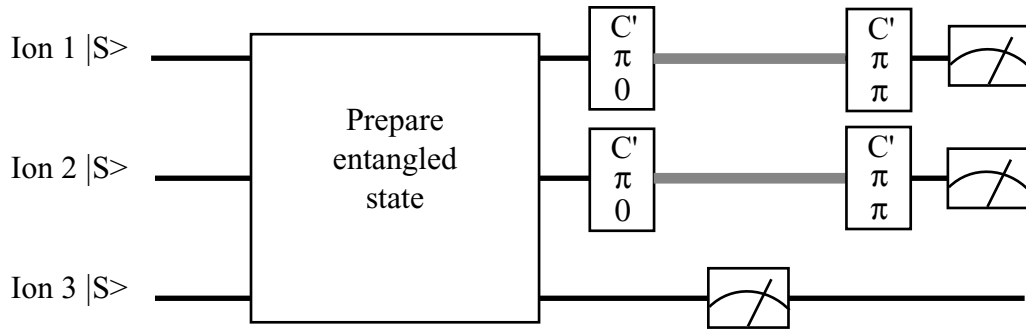 Ion 1 |S>
Prepare
entangled
state
C'
π
0
C'
π
π
Ion 2 |S>
C'
π
0
C'
π
π
Ion 3 |S>